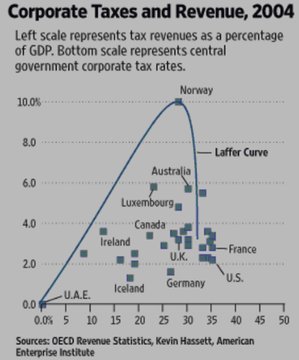 Corporate Taxes and Revenue, 2004
Left scale represents tax revenues as a percentage
of GDP. Bottom scale represents central
government corporate tax rates.
Norway
10.0%
8.0
Laffer Curve
Australia
6.0
Luxembourg
4.0
Canada
Ireland
U.K.
France
2.0
U.S.
Iceland
Germany
U.A.E.
0.0
0.0% 5 10 15 20 25 30 35 40 45 50
Sources: OECD Revenue Statistics, Kevin Hassett, American
Enterprise Institute